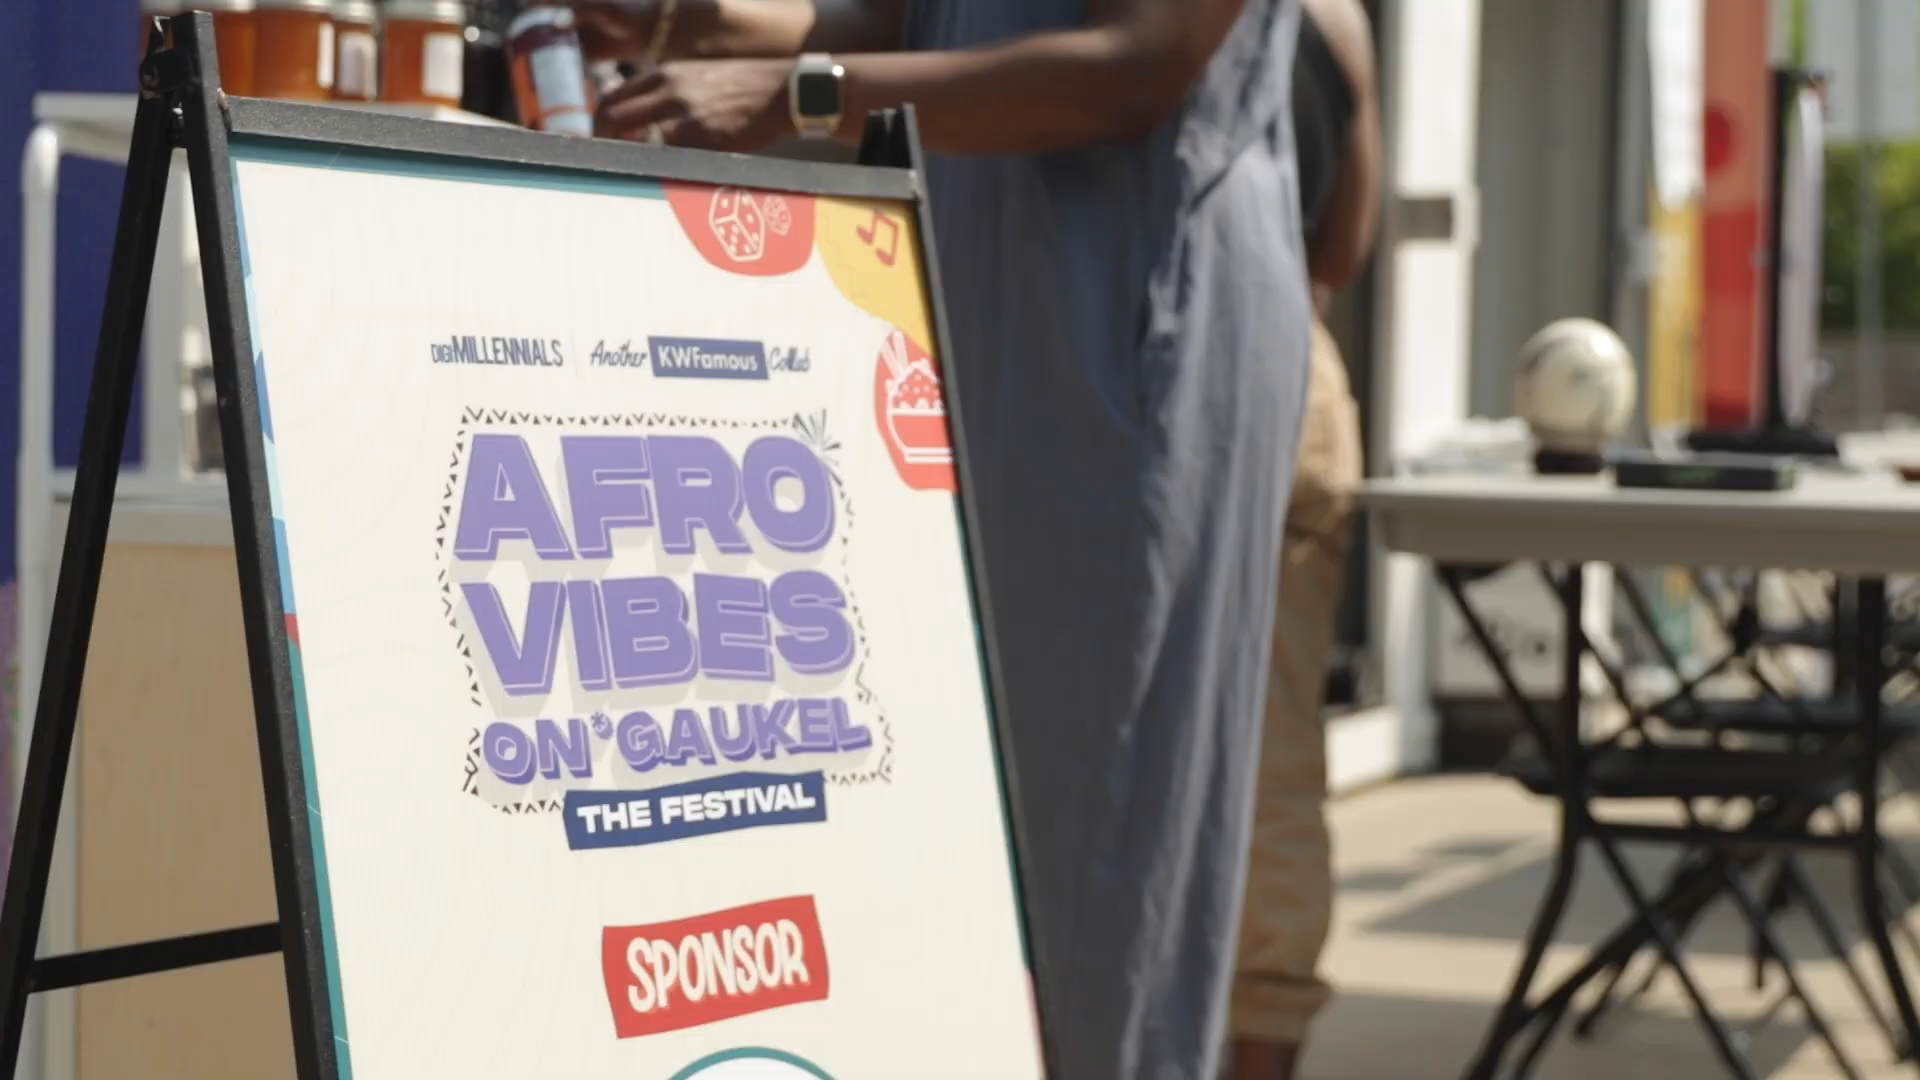 DIGIMILLENNIALS Another KWFamous Collab
AFRO
VIBES
ON*GAUKEL
THE FESTIVAL
SPONSOR